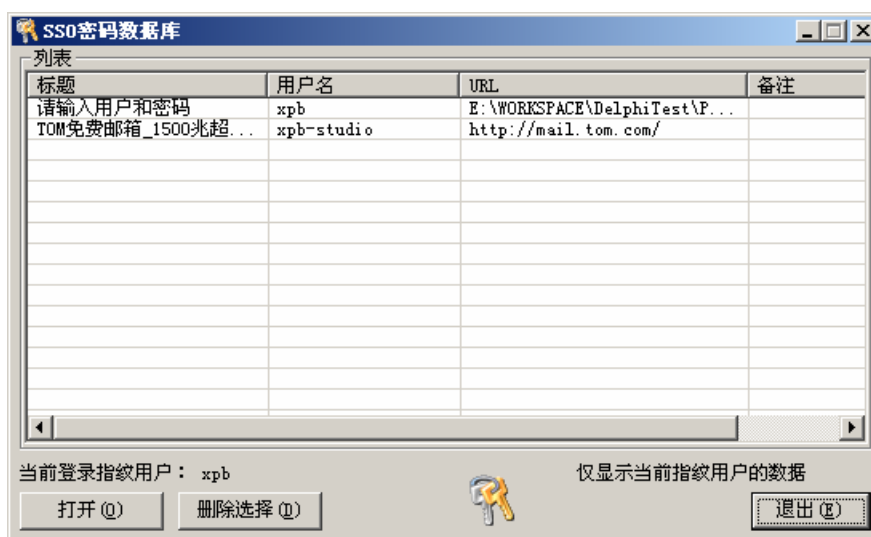 SSO密码数据库
列表
标题 用户名 URL 备注
请输入用户和密码 xpb E:\WORKSPACE\DelphiTest\P...
TOM免费邮箱_1500兆超... xpb-studio http://mail.tom.com/
当前登录指纹用户： xpb 仅显示当前指纹用户的数据
打开(O) 删除选择(D) 退出(E)